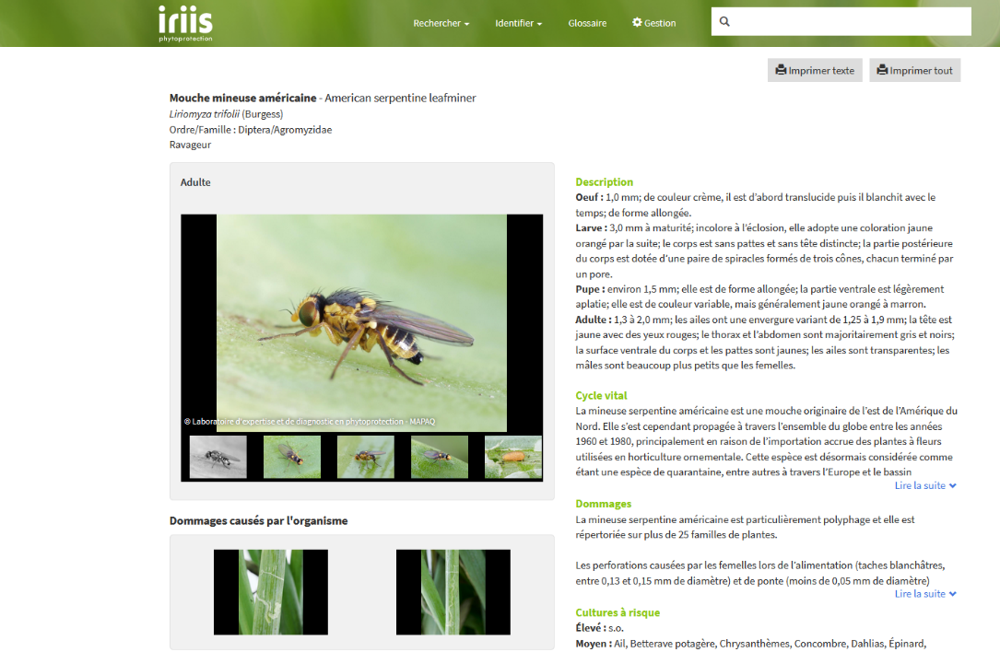 iriis
phytoprotection
Rechercher
Identifier
Glossaire
Gestion
Imprimer texte
Imprimer tout
Mouche mineuse américaine - American serpentine leafminer
Liriomyza trifolii (Burgess)
Ordre/Famille : Diptera/Agromyzidae
Ravageur
Adulte
® Laboratoire d'expertise et de diagnostic en phytoprotection - MAPAQ
Dommages causés par l'organisme
Description
Oeuf : 1,0 mm; de couleur crème, il est d'abord translucide puis il blanchit avec le
temps; de forme allongée.
Larve : 3,0 mm à maturité; incolore à l'éclosion, elle adopte une coloration jaune
orangé par la suite; le corps est sans pattes et sans tête distincte; la partie postérieure
du corps est dotée d'une paire de spiracles formés de trois cônes, chacun terminé par
un pore.
Pupe : environ 1,5 mm; elle est de forme allongée; la partie ventrale est légèrement
aplatie; elle est de couleur variable, mais généralement jaune orangé à marron.
Adulte : 1,3 à 2,0 mm; les ailes ont une envergure variant de 1,25 à 1,9 mm; la tête est
jaune avec des yeux rouges; le thorax et l'abdomen sont majoritairement gris et noirs;
la surface ventrale du corps et les pattes sont jaunes; les ailes sont transparentes; les
mâles sont beaucoup plus petits que les femelles.
Cycle vital
La mineuse serpentine américaine est une mouche originaire de l'est de l'Amérique du
Nord. Elle s'est cependant propagée à travers l'ensemble du globe entre les années
1960 et 1980, principalement en raison de l'importation accrue des plantes à fleurs
utilisées en horticulture ornementale. Cette espèce est désormais considérée comme
étant une espèce de quarantaine, entre autres à travers l'Europe et le bassin
Lire la suite
Dommages
La mineuse serpentine américaine est particulièrement polyphage et elle est
répertoriée sur plus de 25 familles de plantes.
Les perforations causées par les femelles lors de l'alimentation (taches blanchâtres,
entre 0,13 et 0,15 mm de diamètre) et de ponte (moins de 0,05 mm de diamètre)
Lire la suite
Cultures à risque
Élevé : s.o.
Moyen : Ail, Betterave potagère, Chrysanthèmes, Concombre, Dahlias, Épinard,